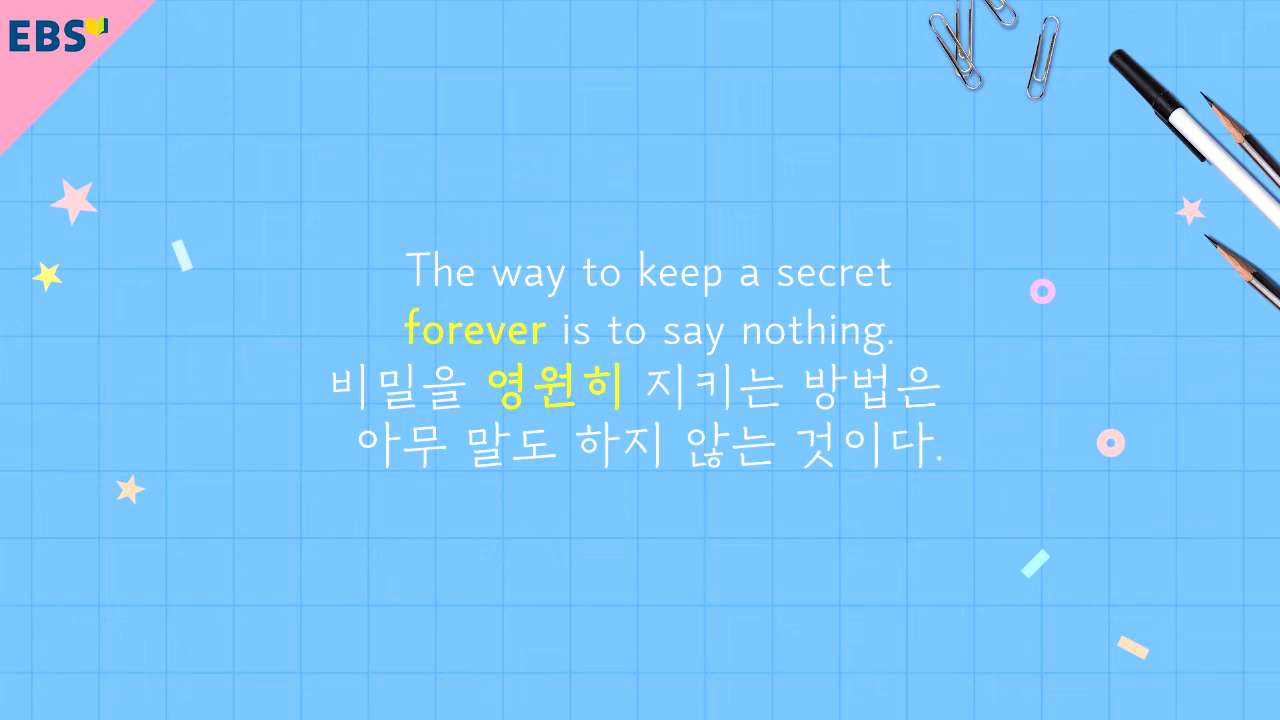 EBS
The way to keep a secret
forever is to say nothing.
비밀을 영원히 지키는 방법은
아무 말도 하지 않는 것이다.